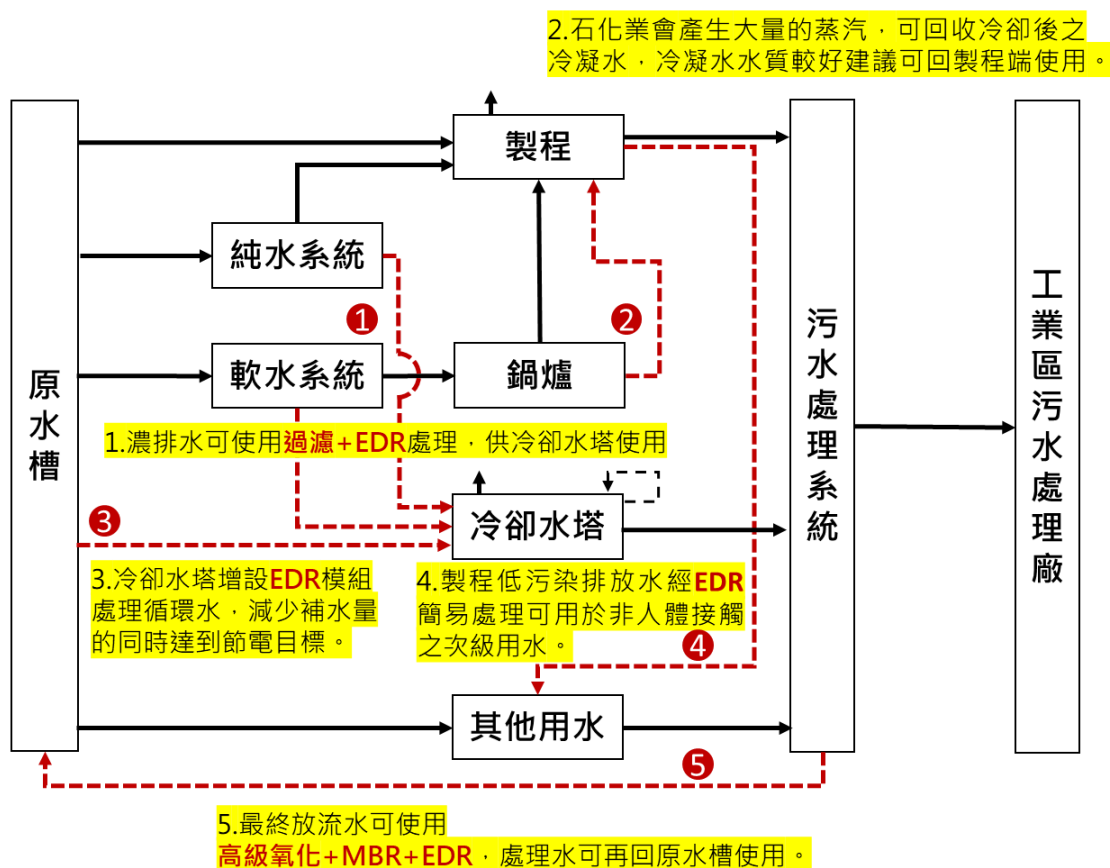 2.石化業會產生大量的蒸汽，可回收冷卻後之
冷凝水，冷凝水水質較好建議可回製程端使用。
製程
純水系統
1
2
軟水系統
鍋爐
原水槽
污水處理系統
工業區污水處理廠
1.濃排水可使用過濾+EDR處理，供冷卻水塔使用
3
冷卻水塔
3.冷卻水塔增設EDR模組
處理循環水，減少補水量
的同時達到節電目標。
4.製程低污染排放水經EDR
簡易處理可用於非人體接觸
之次級用水。
4
其他用水
5
5.最終放流水可使用
高級氧化+MBR+EDR，處理水可再回原水槽使用。